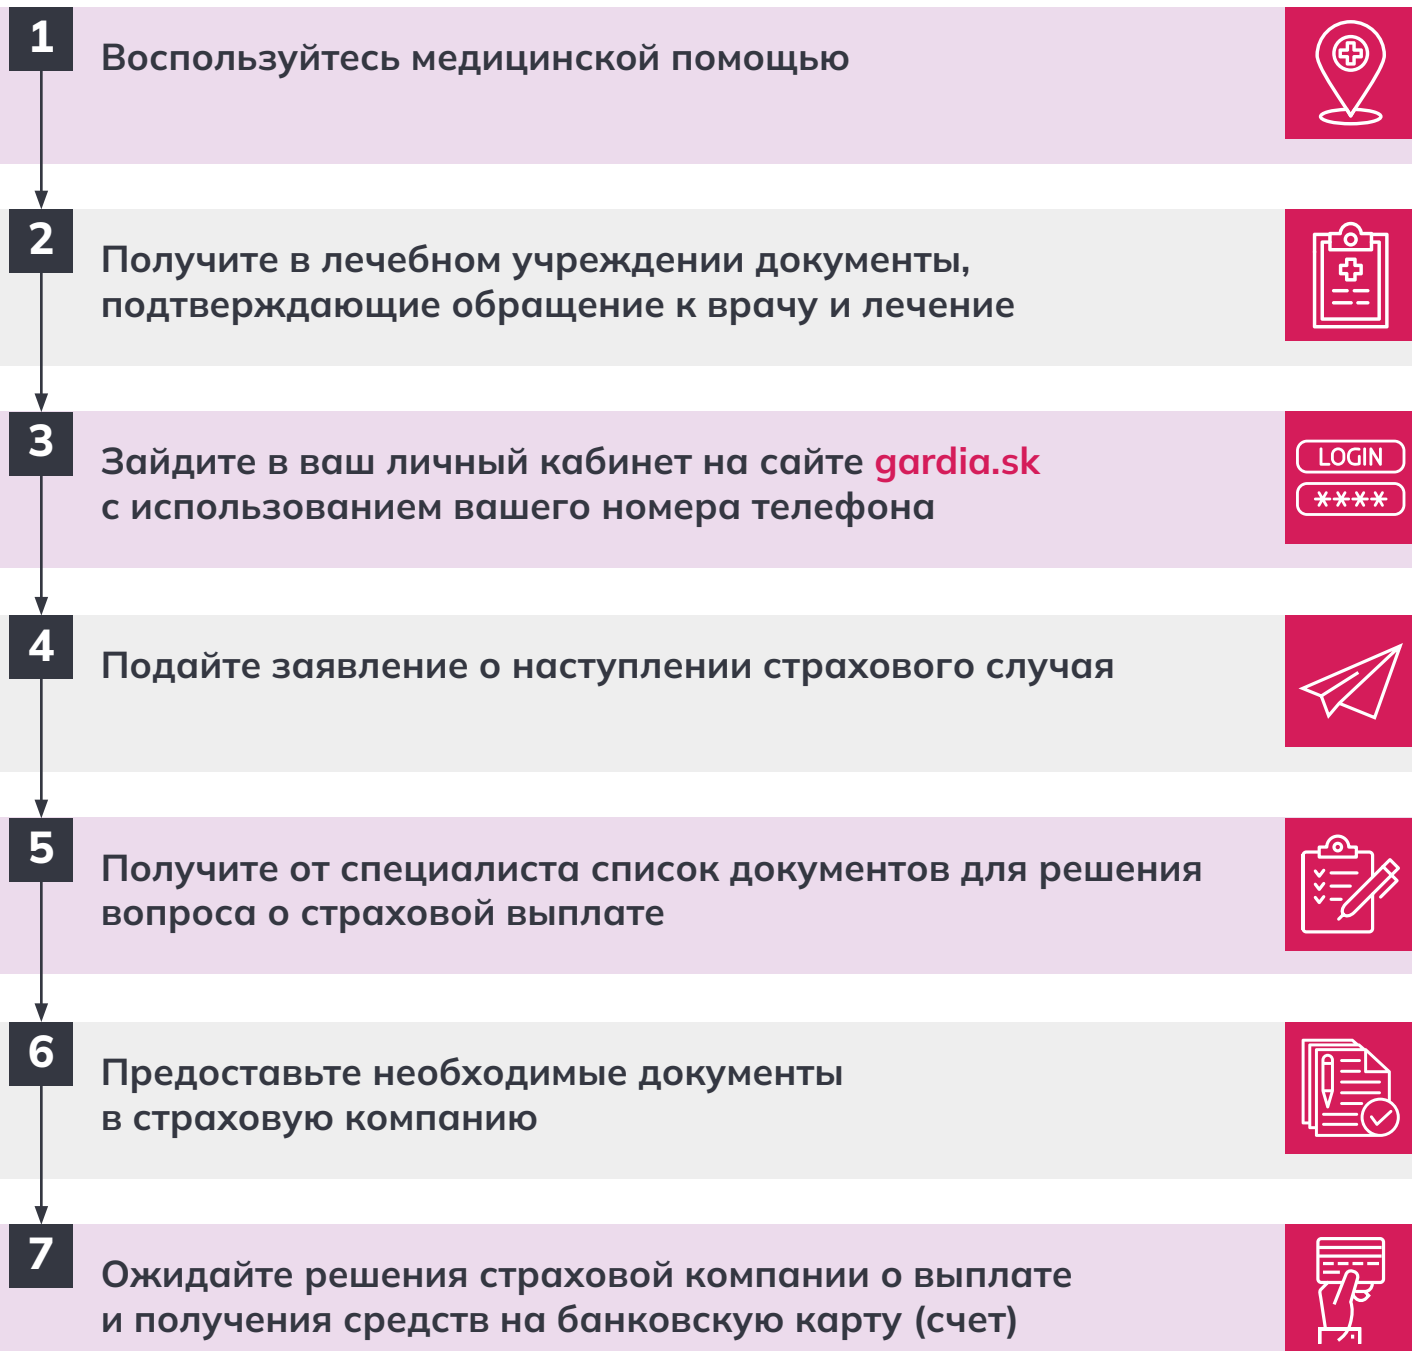 1
Воспользуйтесь медицинской помощью
2
Получите в лечебном учреждении документы,
подтверждающие обращение к врачу и лечение
3
Зайдите в ваш личный кабинет на сайте gardia.sk
с использованием вашего номера телефона
LOGIN
****
4
Подайте заявление о наступлении страхового случая
5
Получите от специалиста список документов для решения
вопроса о страховой выплате
6
Предоставьте необходимые документы
в страховую компанию
7
Ожидайте решения страховой компании о выплате
и получения средств на банковскую карту (счет)